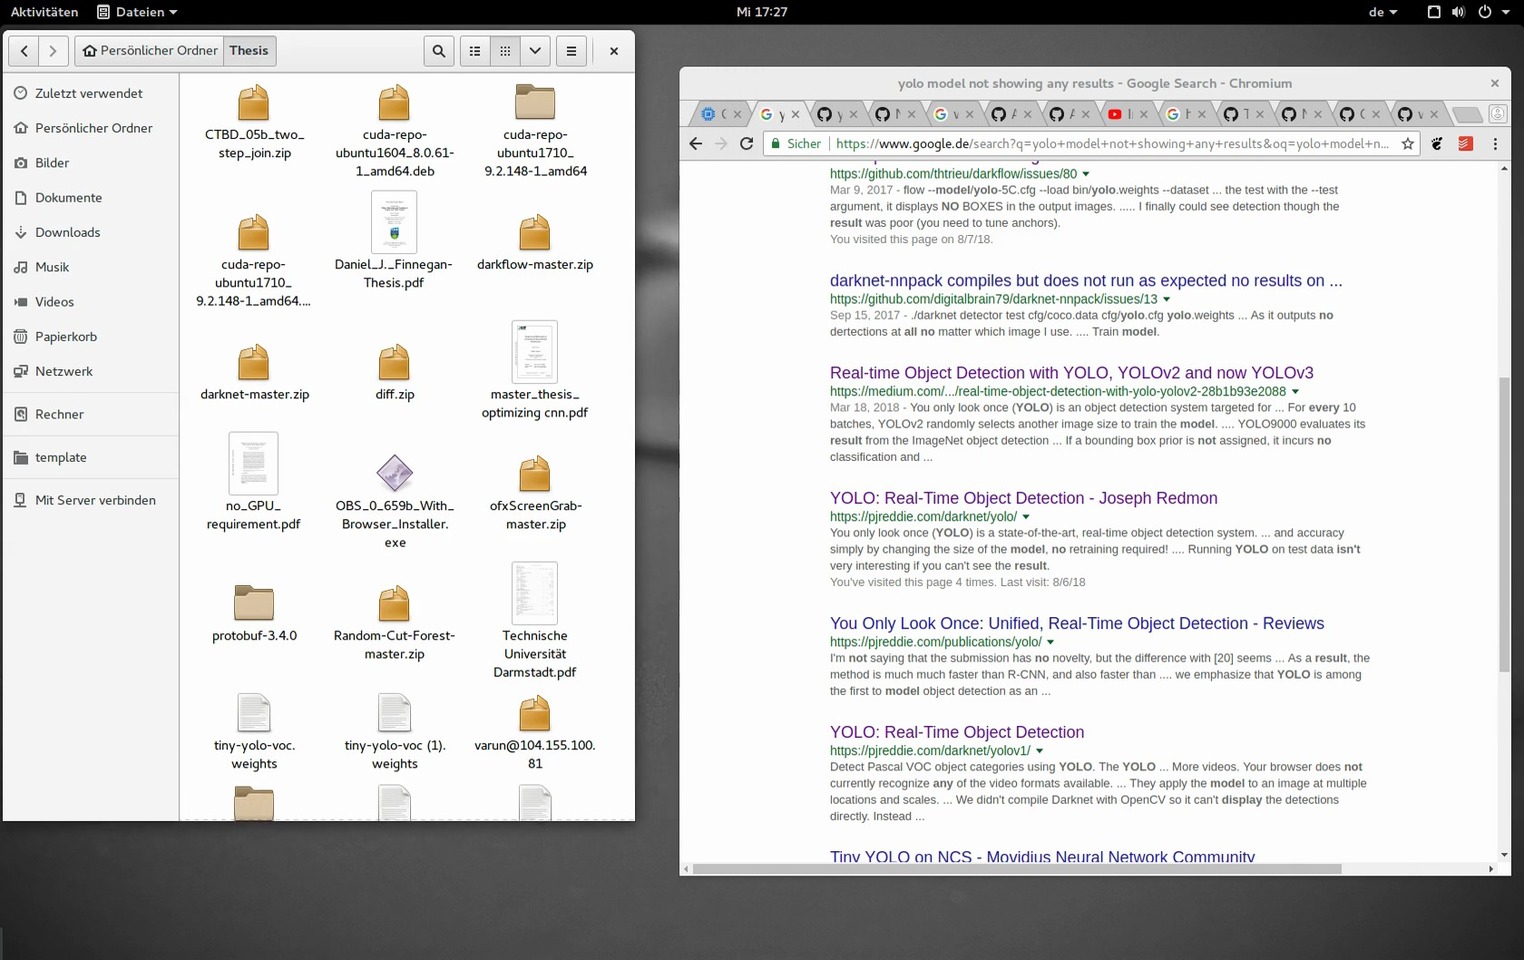 Aktivitäten
Dateien
Mi 17:27
de
Persönlicher Ordner
Thesis
Zuletzt verwendet
Persönlicher Ordner
Bilder
Dokumente
Downloads
Musik
Videos
Papierkorb
Netzwerk
Rechner
template
Mit Server verbinden
CTBD_05b_two_
step_join.zip
cuda-repo-
ubuntu1604_8.0.61-
1_amd64.deb
cuda-repo-
ubuntu1710_
9.2.148-1_amd64
cuda-repo-
ubuntu1710_
9.2.148-1_amd64....
Daniel_J._Finnegan-
Thesis.pdf
darkflow-master.zip
darknet-master.zip
diff.zip
master_thesis_
optimizing cnn.pdf
no_GPU_
requirement.pdf
OBS_0_659b_With_
Browser_Installer.
exe
ofxScreenGrab-
master.zip
protobuf-3.4.0
Random-Cut-Forest-
master.zip
Technische
Universität
Darmstadt.pdf
tiny-yolo-voc.
weights
tiny-yolo-voc (1).
weights
varun@104.155.100.
81
yolo model not showing any results - Google Search - Chromium
Sicher
https://www.google.de/search?q=yolo+model+not+showing+any+results&oq=yolo+model+n...
https://github.com/thtrieu/darkflow/issues/80
Mar 9, 2017 - flow --model/yolo-5C.cfg --load bin/yolo.weights --dataset ... the test with the --test
argument, it displays NO BOXES in the output images. ..... I finally could see detection though the
result was poor (you need to tune anchors).
You visited this page on 8/7/18.
darknet-nnpack compiles but does not run as expected no results on ...
https://github.com/digitalbrain79/darknet-nnpack/issues/13
Sep 15, 2017 - ./darknet detector test cfg/coco.data cfg/yolo.cfg yolo.weights ... As it outputs no
dertections at all no matter which image I use. .... Train model.
Real-time Object Detection with YOLO, YOLOv2 and now YOLOv3
https://medium.com/.../real-time-object-detection-with-yolo-yolov2-28b1b93e2088
Mar 18, 2018 - You only look once (YOLO) is an object detection system targeted for ... For every 10
batches, YOLOv2 randomly selects another image size to train the model. .... YOLO9000 evaluates its
result from the ImageNet object detection ... If a bounding box prior is not assigned, it incurs no
classification and ...
YOLO: Real-Time Object Detection - Joseph Redmon
https://pjreddie.com/darknet/yolo/
You only look once (YOLO) is a state-of-the-art, real-time object detection system. ... and accuracy
simply by changing the size of the model, no retraining required! .... Running YOLO on test data isn't
very interesting if you can't see the result.
You've visited this page 4 times. Last visit: 8/6/18
You Only Look Once: Unified, Real-Time Object Detection - Reviews
https://pjreddie.com/publications/yolo/
I'm not saying that the submission has no novelty, but the difference with [20] seems ... As a result, the
method is much much faster than R-CNN, and also faster than .... we emphasize that YOLO is among
the first to model object detection as an ...
YOLO: Real-Time Object Detection
https://pjreddie.com/darknet/yolov1/
Detect Pascal VOC object categories using YOLO. The YOLO ... More videos. Your browser does not
currently recognize any of the video formats available. ... They apply the model to an image at multiple
locations and scales. ... We didn't compile Darknet with OpenCV so it can't display the detections
directly. Instead ...
Tiny YOLO on NCS - Movidius Neural Network Community